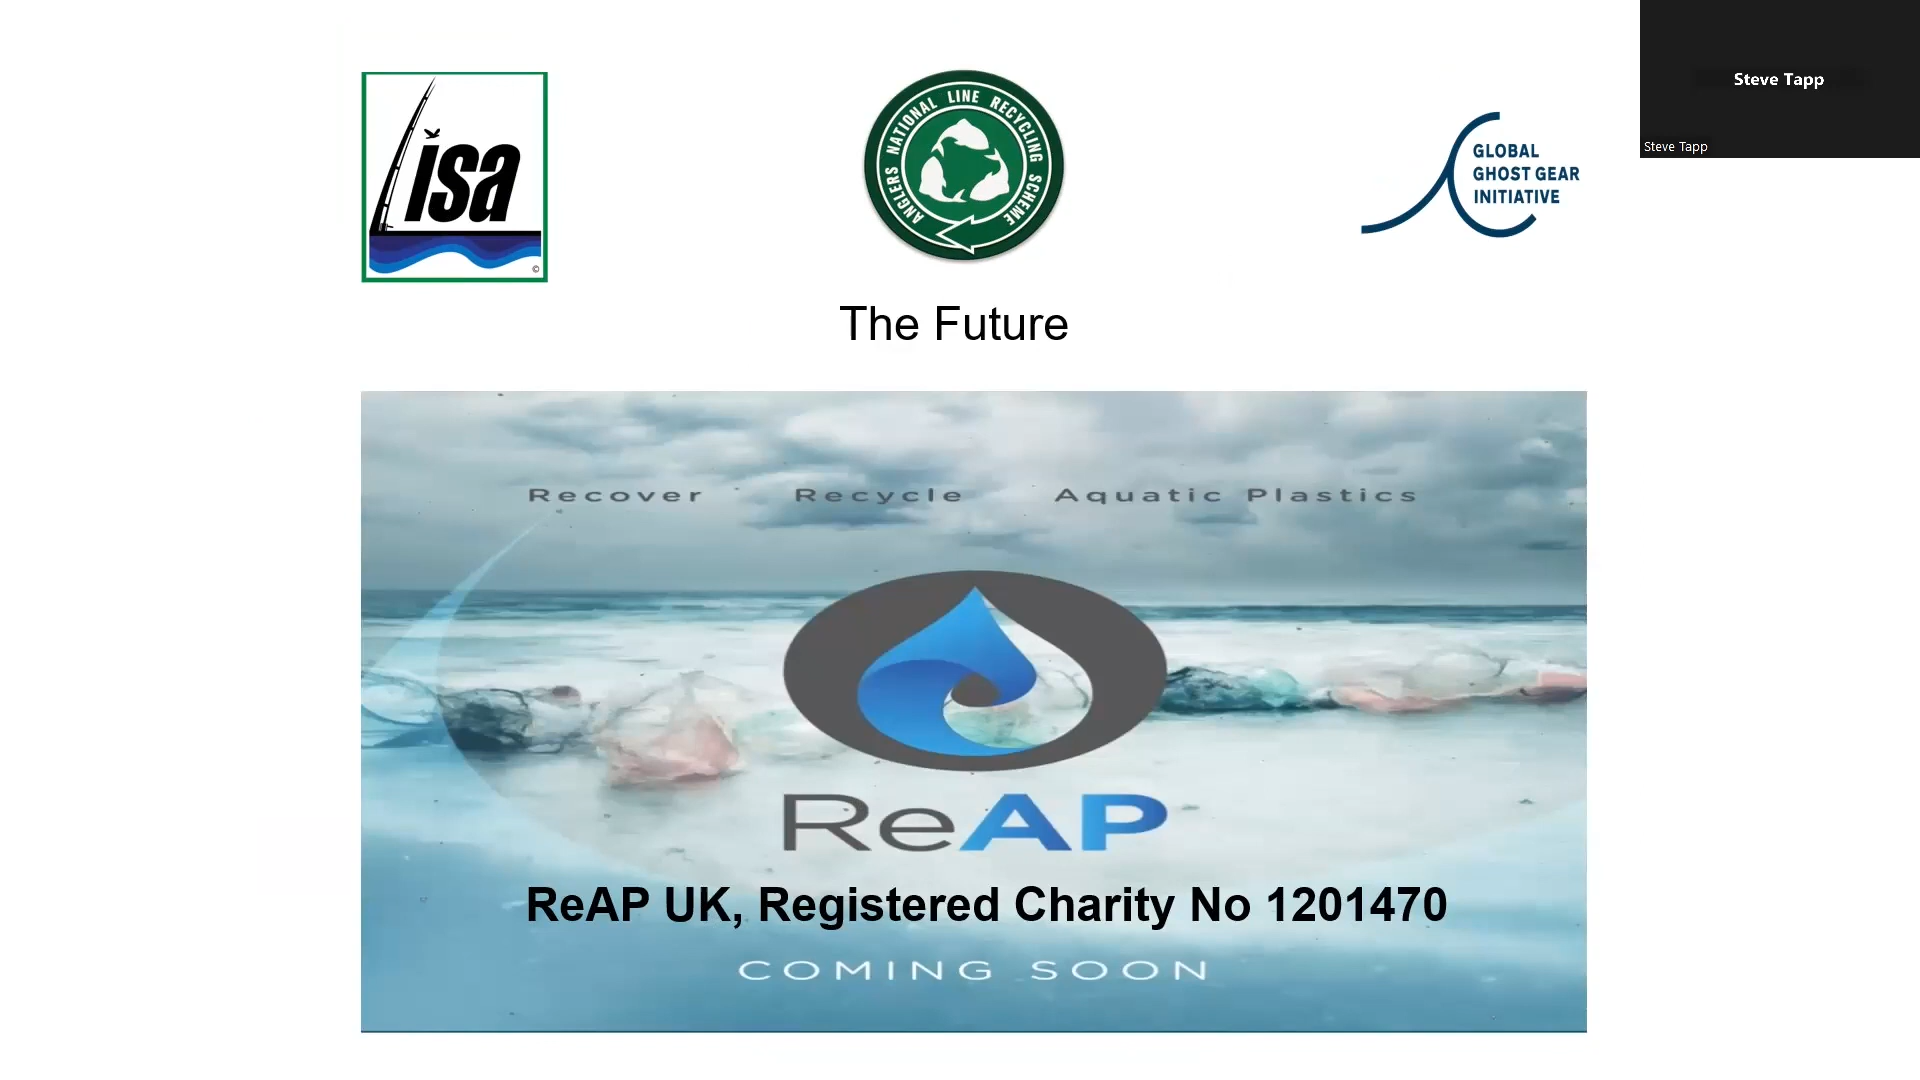 isa
©
ANGLERS NATIONAL LINE RECYCLING SCHEME
GLOBAL
GHOST GEAR
INITIATIVE
Steve Tapp
Steve Tapp
The Future
Recover Recycle Aquatic Plastics
ReAP
ReAP UK, Registered Charity No 1201470
COMING SOON